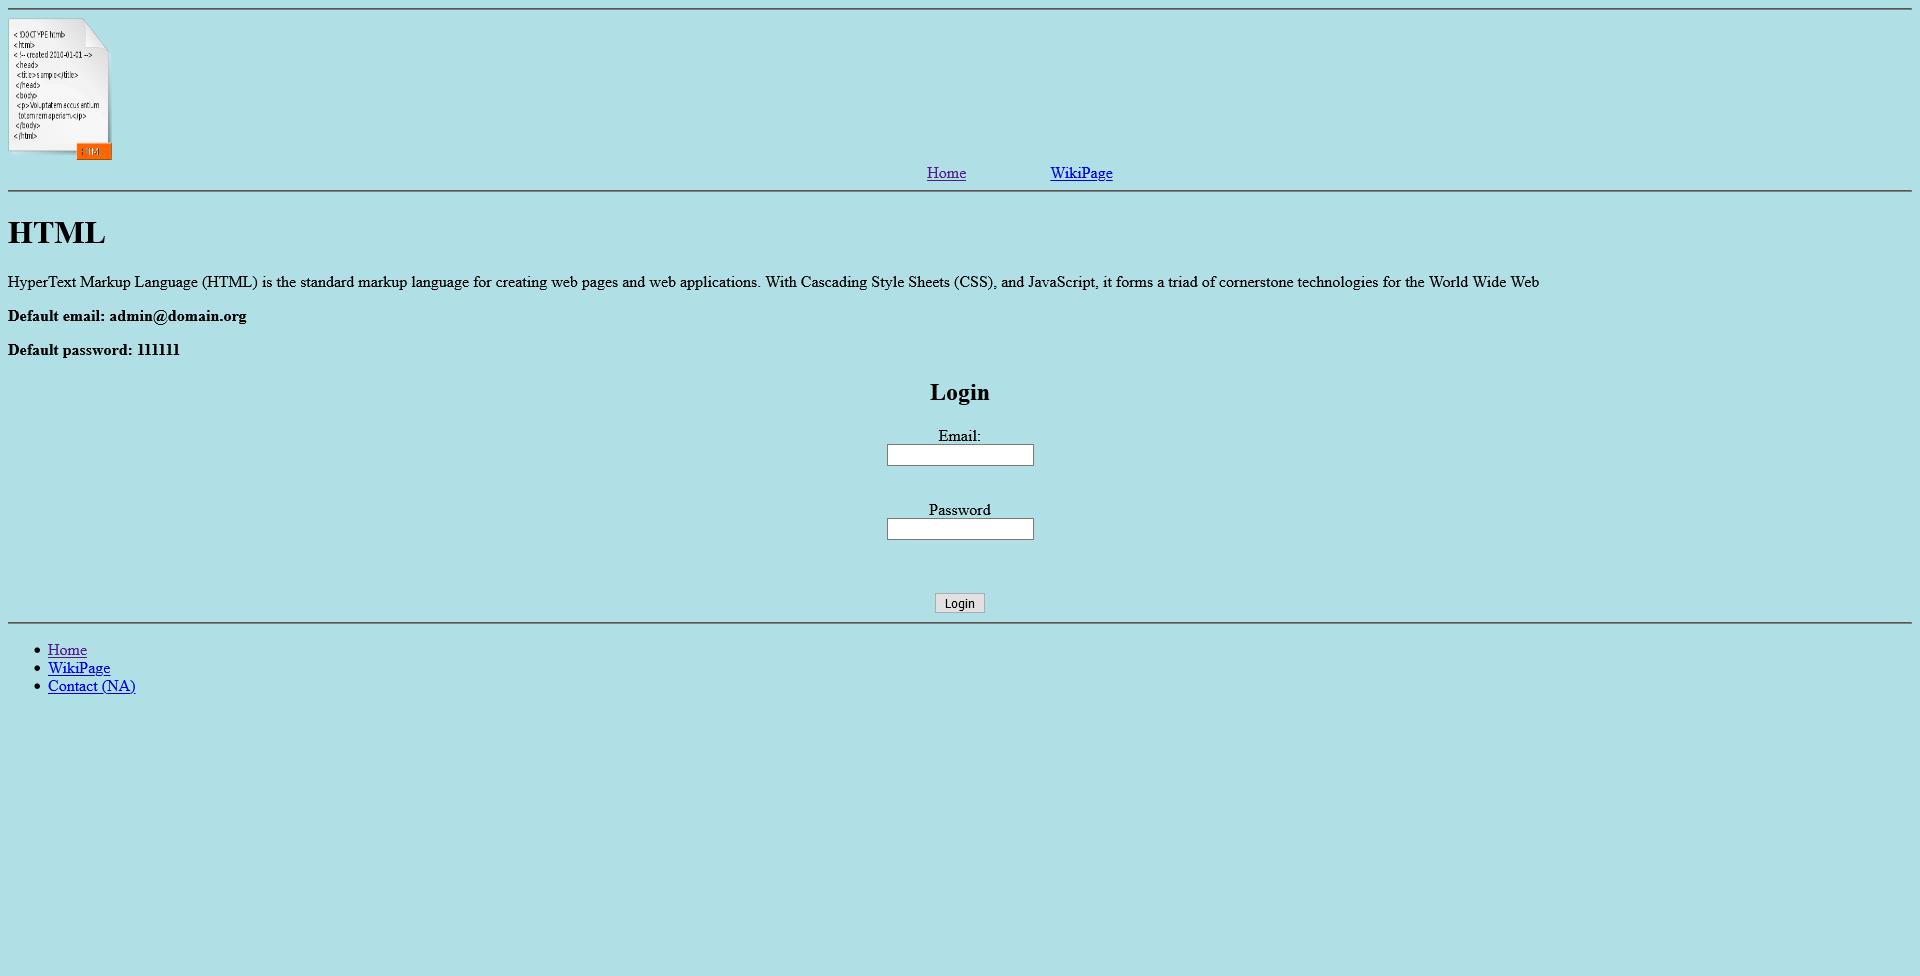 <!DOCTYPE html>
<html>
<!-- created 2010-01-01 -->
<head>
<title>sample</title>
</head>
<body>
<p>Voluptatem accusantium
totam rem aperiam.</p>
</body>
</html>
HTML
Home WikiPage
HTML
HyperText Markup Language (HTML) is the standard markup language for creating web pages and web applications. With Cascading Style Sheets (CSS), and JavaScript, it forms a triad of cornerstone technologies for the World Wide Web
Default email: admin@domain.org
Default password: 111111
Login
Email:
Password
Login
Home
WikiPage
Contact (NA)